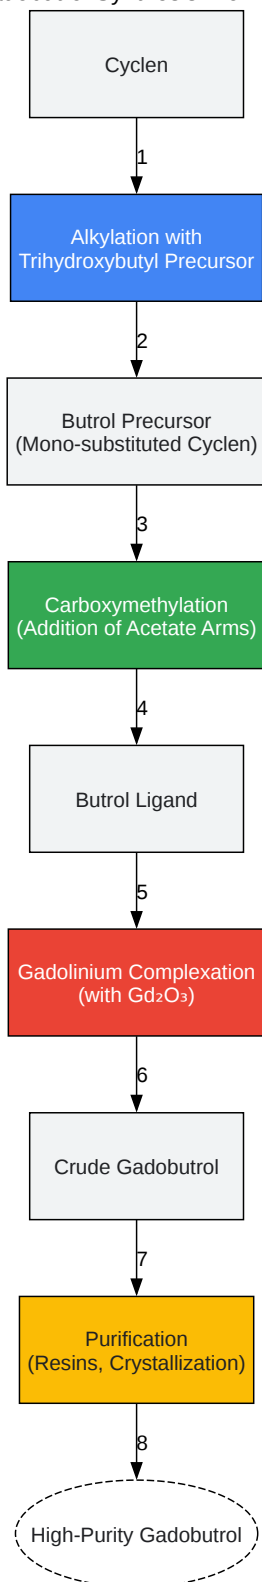 Cyclen
1
Alkylation with
Trihydroxybutyl Precursor
2
Butrol Precursor
(Mono-substituted Cyclen)
3
Carboxymethylation
(Addition of Acetate Arms)
4
Butrol Ligand
5
Gadolinium Complexation
(with Gd₂O₃)
6
Crude Gadobutrol
7
Purification
(Resins, Crystallization)
8
High-Purity Gadobutrol